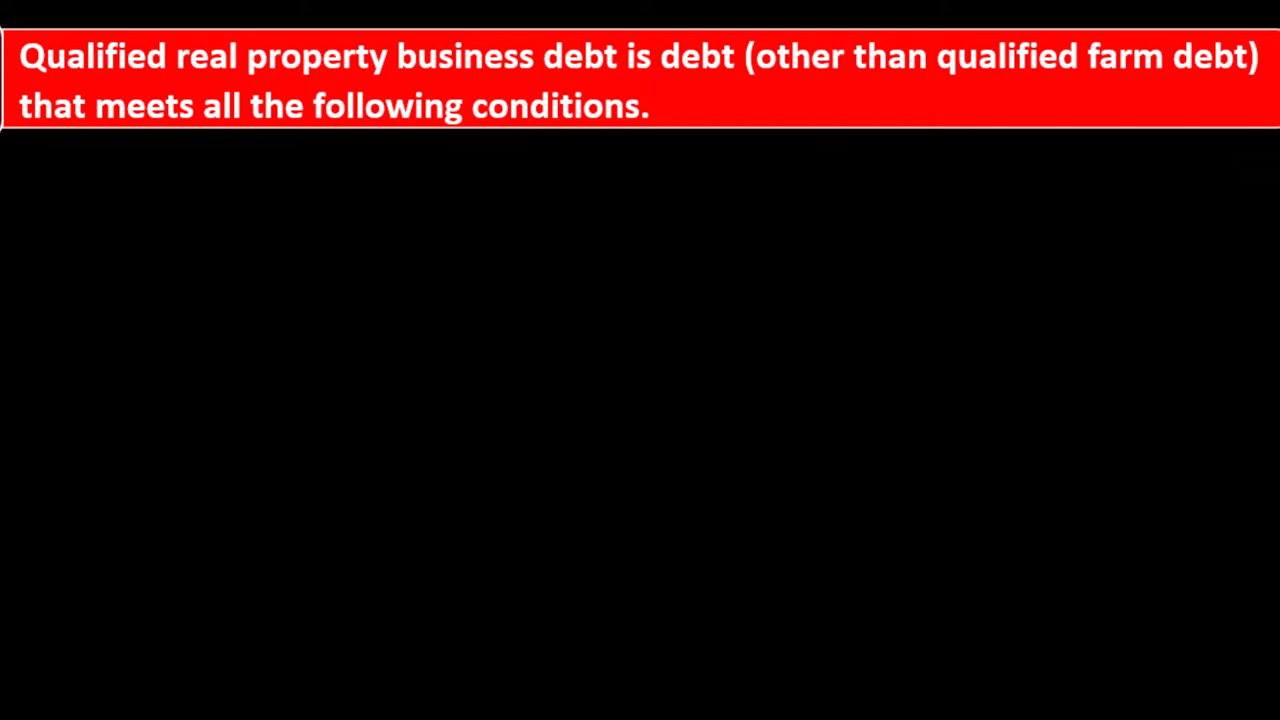 Qualified real property business debt is debt (other than qualified farm debt)
that meets all the following conditions.